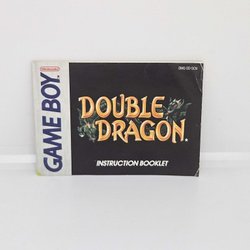 Nintendo
GAME BOY
DOUBLE
DRAGON
INSTRUCTION BOOKLET